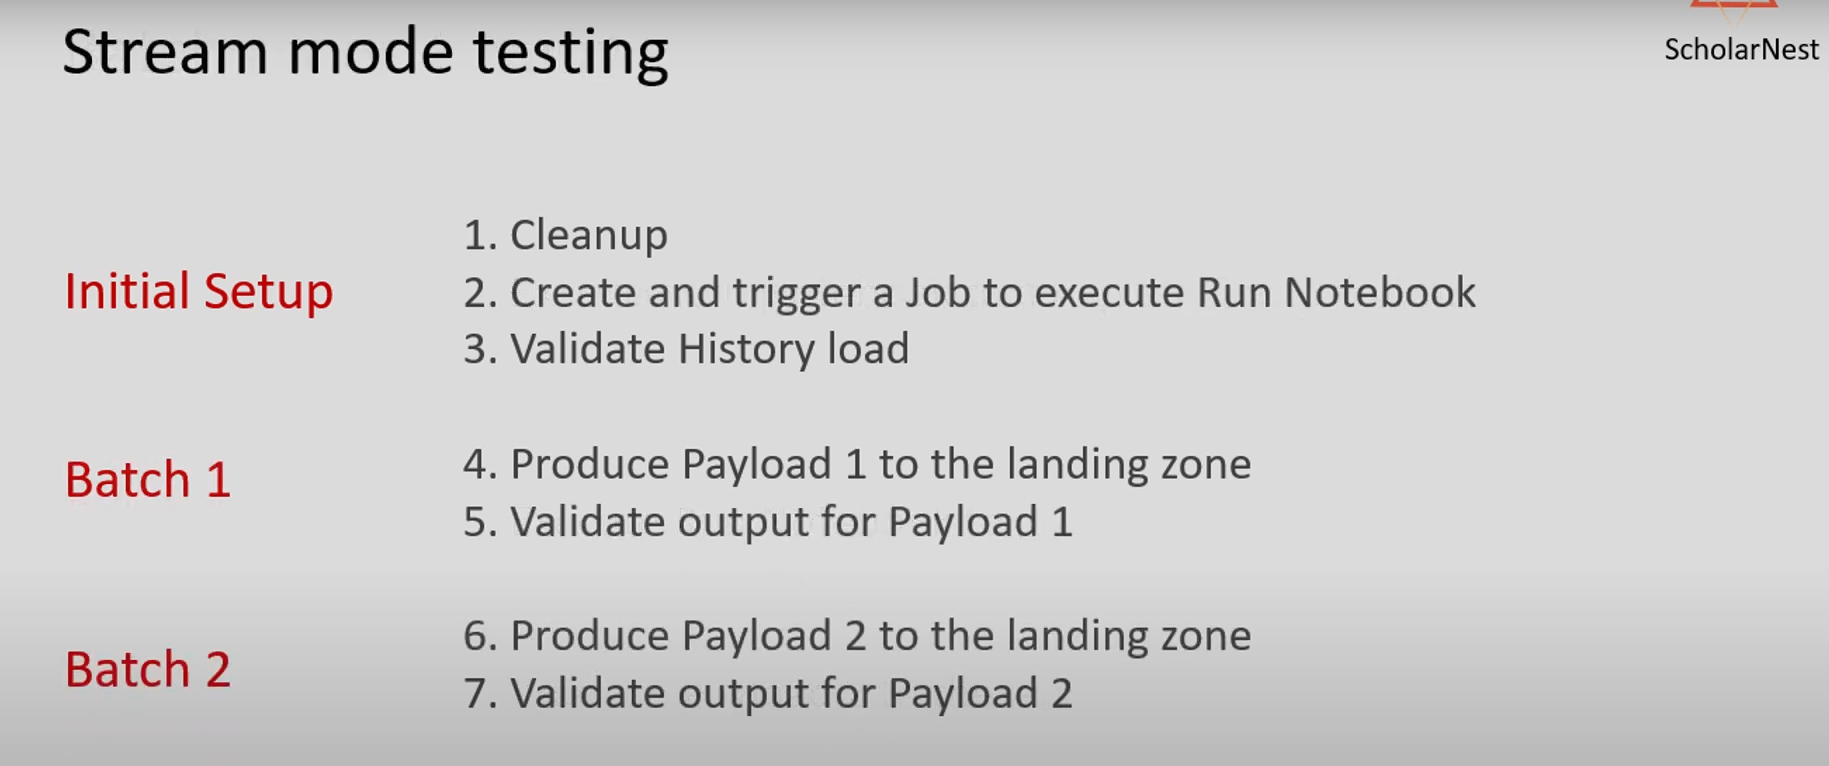 Stream mode testing
ScholarNest
Initial Setup
1. Cleanup
2. Create and trigger a Job to execute Run Notebook
3. Validate History load
Batch 1
4. Produce Payload 1 to the landing zone
5. Validate output for Payload 1
Batch 2
6. Produce Payload 2 to the landing zone
7. Validate output for Payload 2